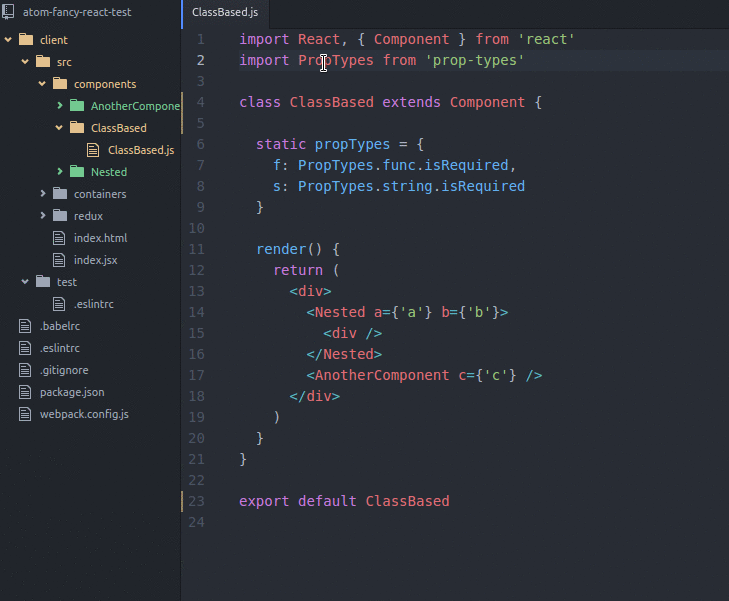 atom-fancy-react-test
client
src
components
AnotherCompone
ClassBased
ClassBased.js
Nested
containers
redux
index.html
index.jsx
test
.eslintrc
.babelrc
.eslintrc
.gitignore
package.json
webpack.config.js
ClassBased.js
1 import React, { Component } from 'react'
2 import PropTypes from 'prop-types'
3
4 class ClassBased extends Component {
5
6   static propTypes = {
7     f: PropTypes.func.isRequired,
8     s: PropTypes.string.isRequired
9   }
10
11   render() {
12     return (
13       <div>
14         <Nested a={'a'} b={'b'}>
15           <div />
16         </Nested>
17         <AnotherComponent c={'c'} />
18       </div>
19     )
20   }
21 }
22
23 export default ClassBased
24